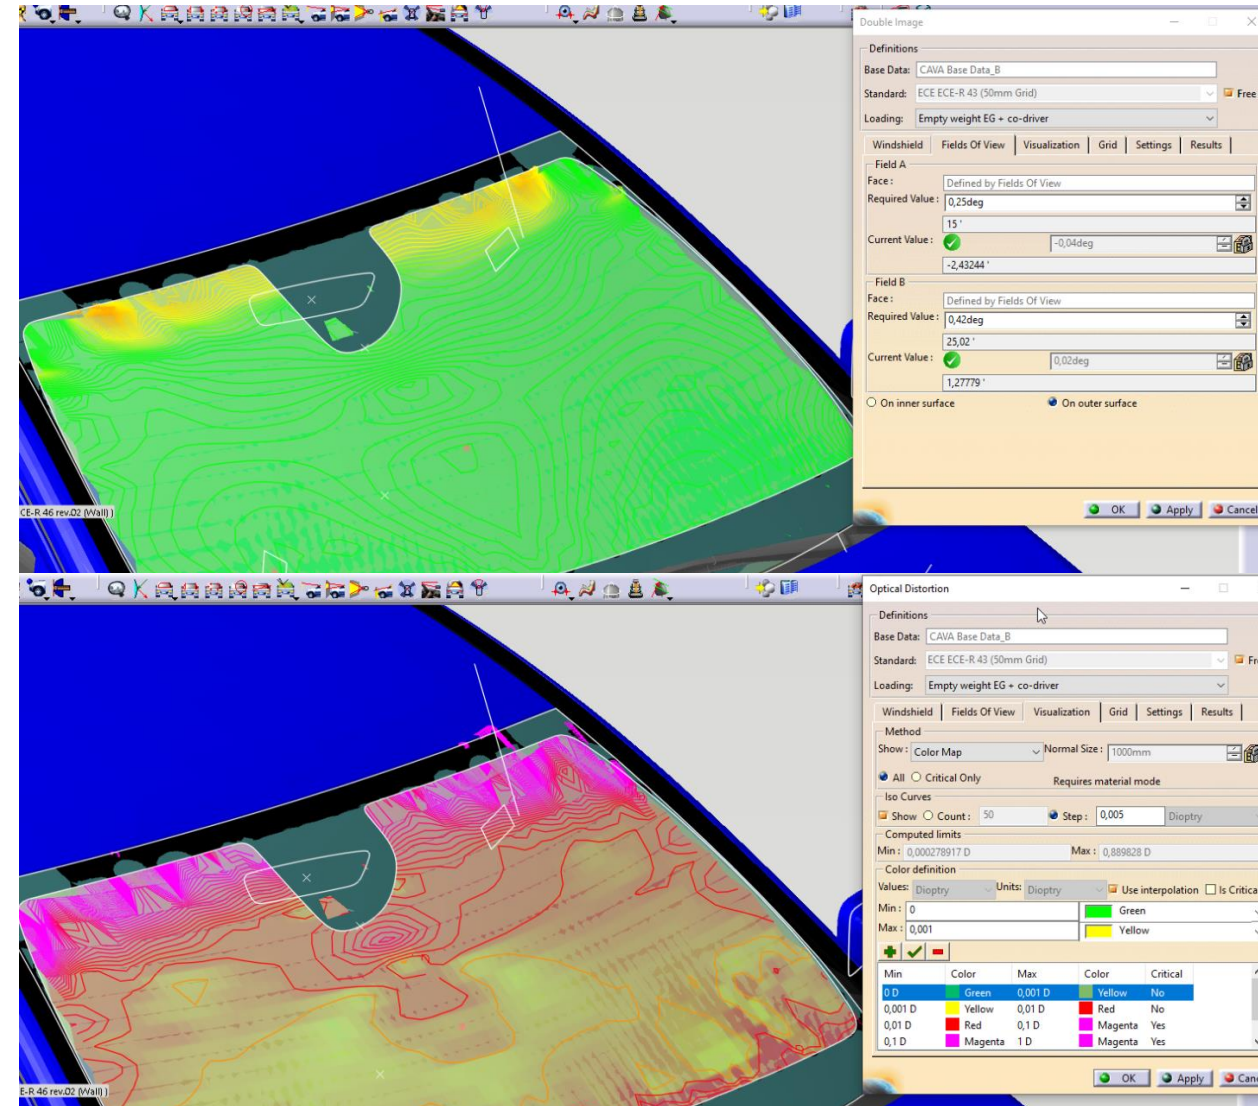 Double Image
Definitions
Base Data: CAVA Base Data_B
Standard: ECE ECE-R 43 (50mm Grid) Free
Loading: Empty weight EG + co-driver
Windshield Fields Of View Visualization Grid Settings Results
Field A
Face : Defined by Fields Of View
Required Value : 0,25deg
15 '
Current Value : -0,04deg
-2,43244 '
Field B
Face : Defined by Fields Of View
Required Value : 0,42deg
25,02 '
Current Value : 0,02deg
1,27779 '
On inner surface On outer surface
CE-R 46 rev.02 (Wall) )
OK Apply Cancel
Optical Distortion
Definitions
Base Data: CAVA Base Data_B
Standard: ECE ECE-R 43 (50mm Grid) Fr
Loading: Empty weight EG + co-driver
Windshield Fields Of View Visualization Grid Settings Results
Method
Show : Color Map Normal Size : 1000mm
All Critical Only Requires material mode
Iso Curves
Show Count : 50 Step : 0,005 Dioptry
Computed limits
Min : 0,000278917 D Max : 0,889828 D
Color definition
Values: Dioptry Units: Dioptry Use interpolation Is Critica
Min : 0 Green
Max : 0,001 Yellow
Min Color Max Color Critical
0 D Green 0,001 D Yellow No
0,001 D Yellow 0,01 D Red No
0,01 D Red 0,1 D Magenta Yes
0,1 D Magenta 1 D Magenta Yes
E-R 46 rev.02 (Wall) )
OK Apply Canc